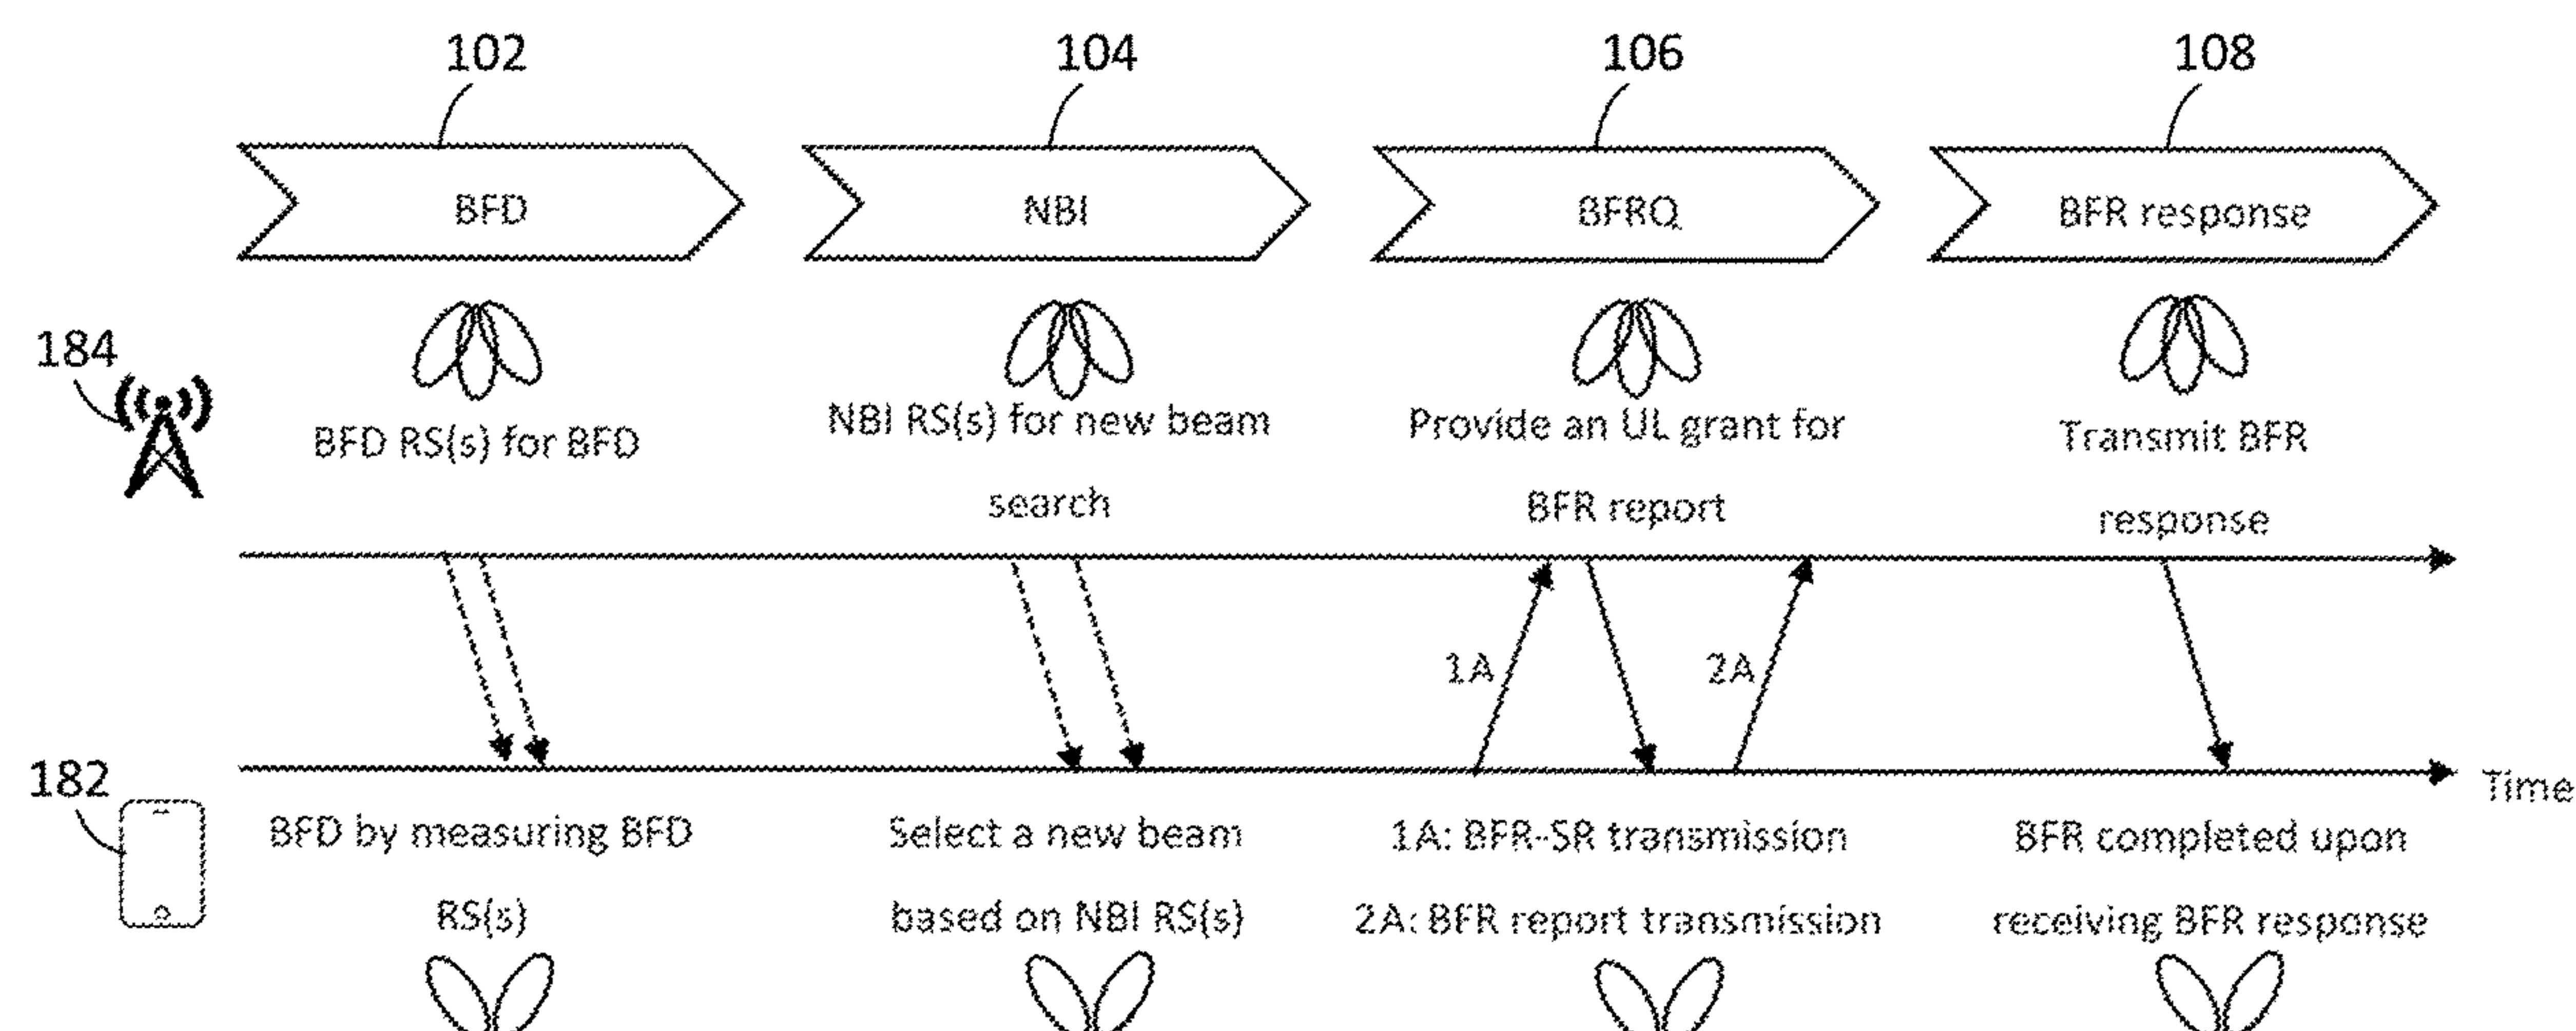 102
104
106
108
BFD
NBI
BFRQ
BFR response
184
BFD RS(s) for BFD
NBI RS(s) for new beam
search
Provide an UL grant for
BFR report
Transmit BFR
response
1A
2A
Time
182
BFD by measuring BFD
RS(s)
Select a new beam
based on NBI RS(s)
1A: BFR-SR transmission
2A: BFR report transmission
BFR completed upon
receiving BFR response